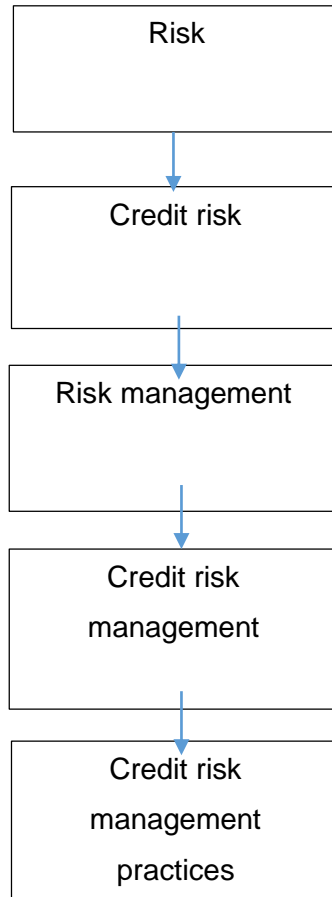 Risk
Credit risk
Risk management
Credit risk
management
Credit risk
management
practices